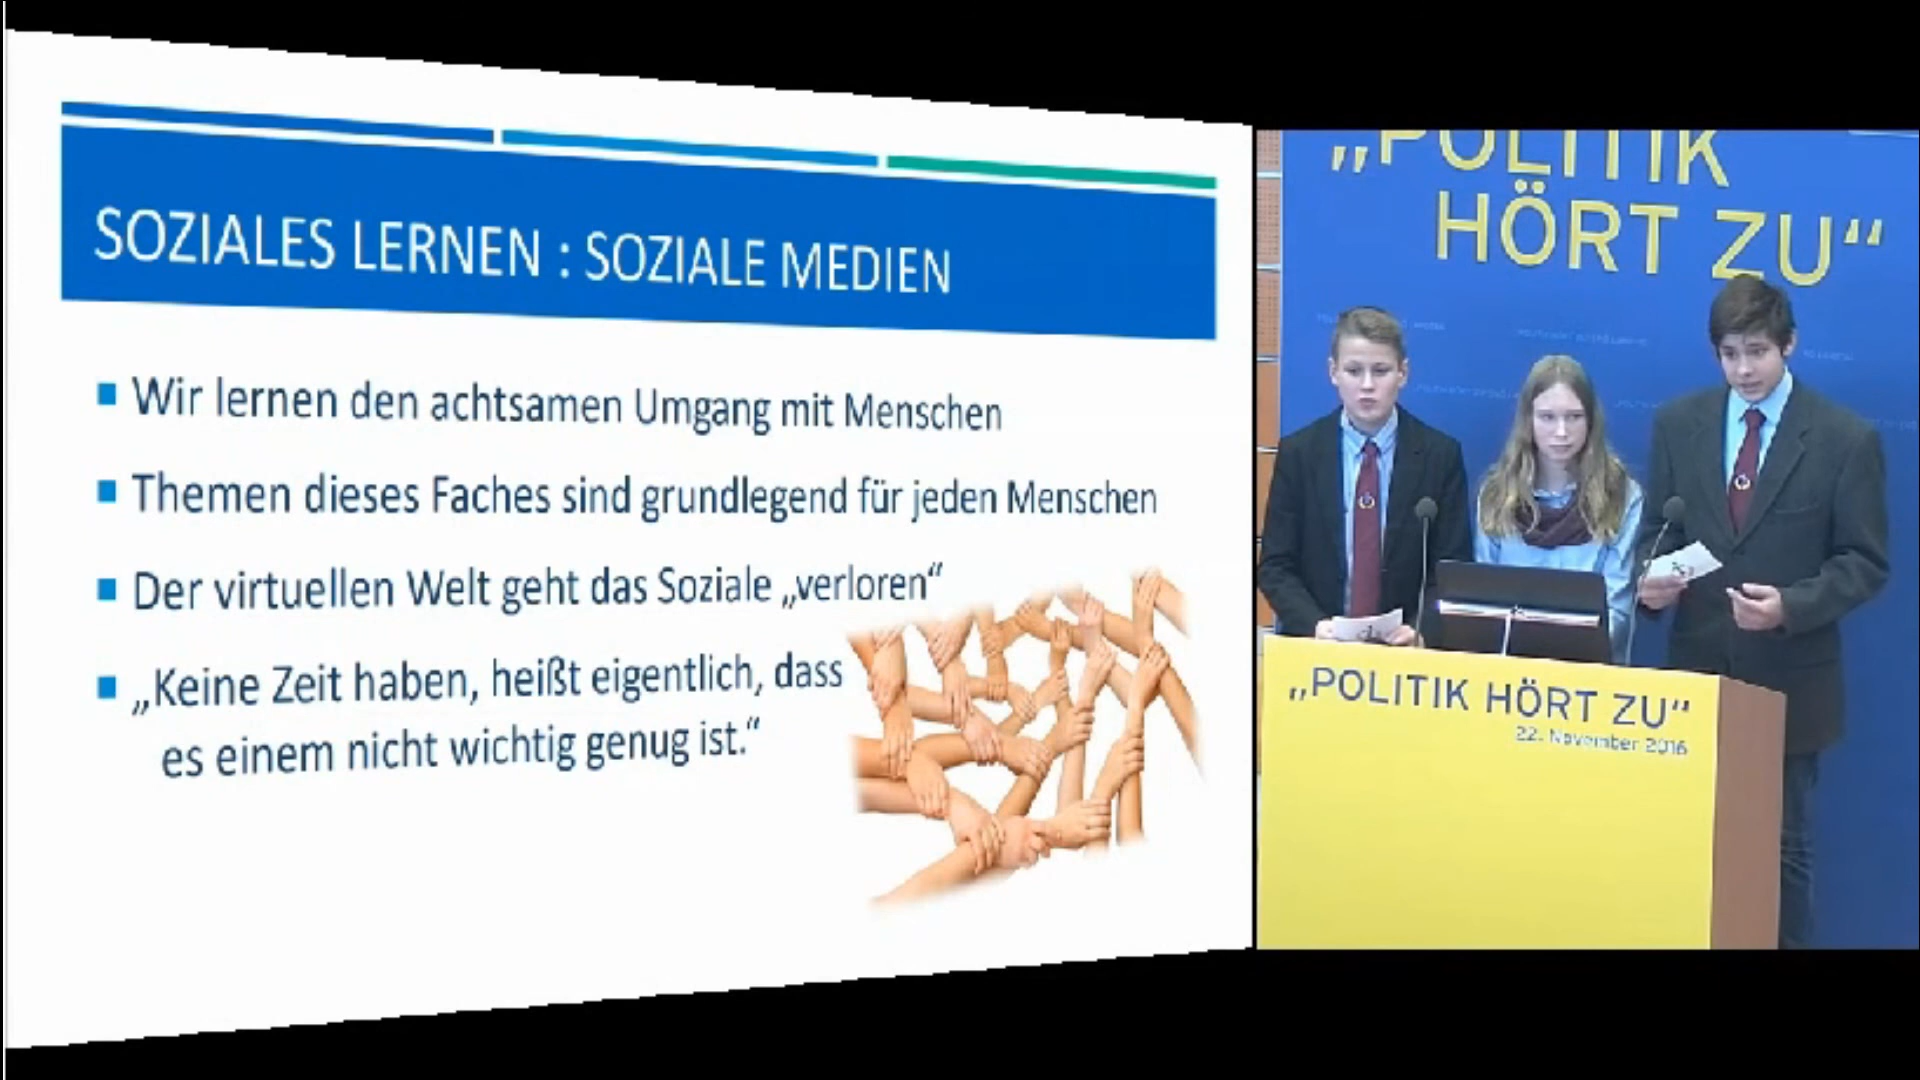 SOZIALES LERNEN : SOZIALE MEDIEN
Wir lernen den achtsamen Umgang mit Menschen
Themen dieses Faches sind grundlegend für jeden Menschen
Der virtuellen Welt geht das Soziale „verloren“
„Keine Zeit haben, heißt eigentlich, dass
es einem nicht wichtig genug ist.“
„POLITIK
HÖRT ZU“
„POLITIK HÖRT ZU“
22. November 2016